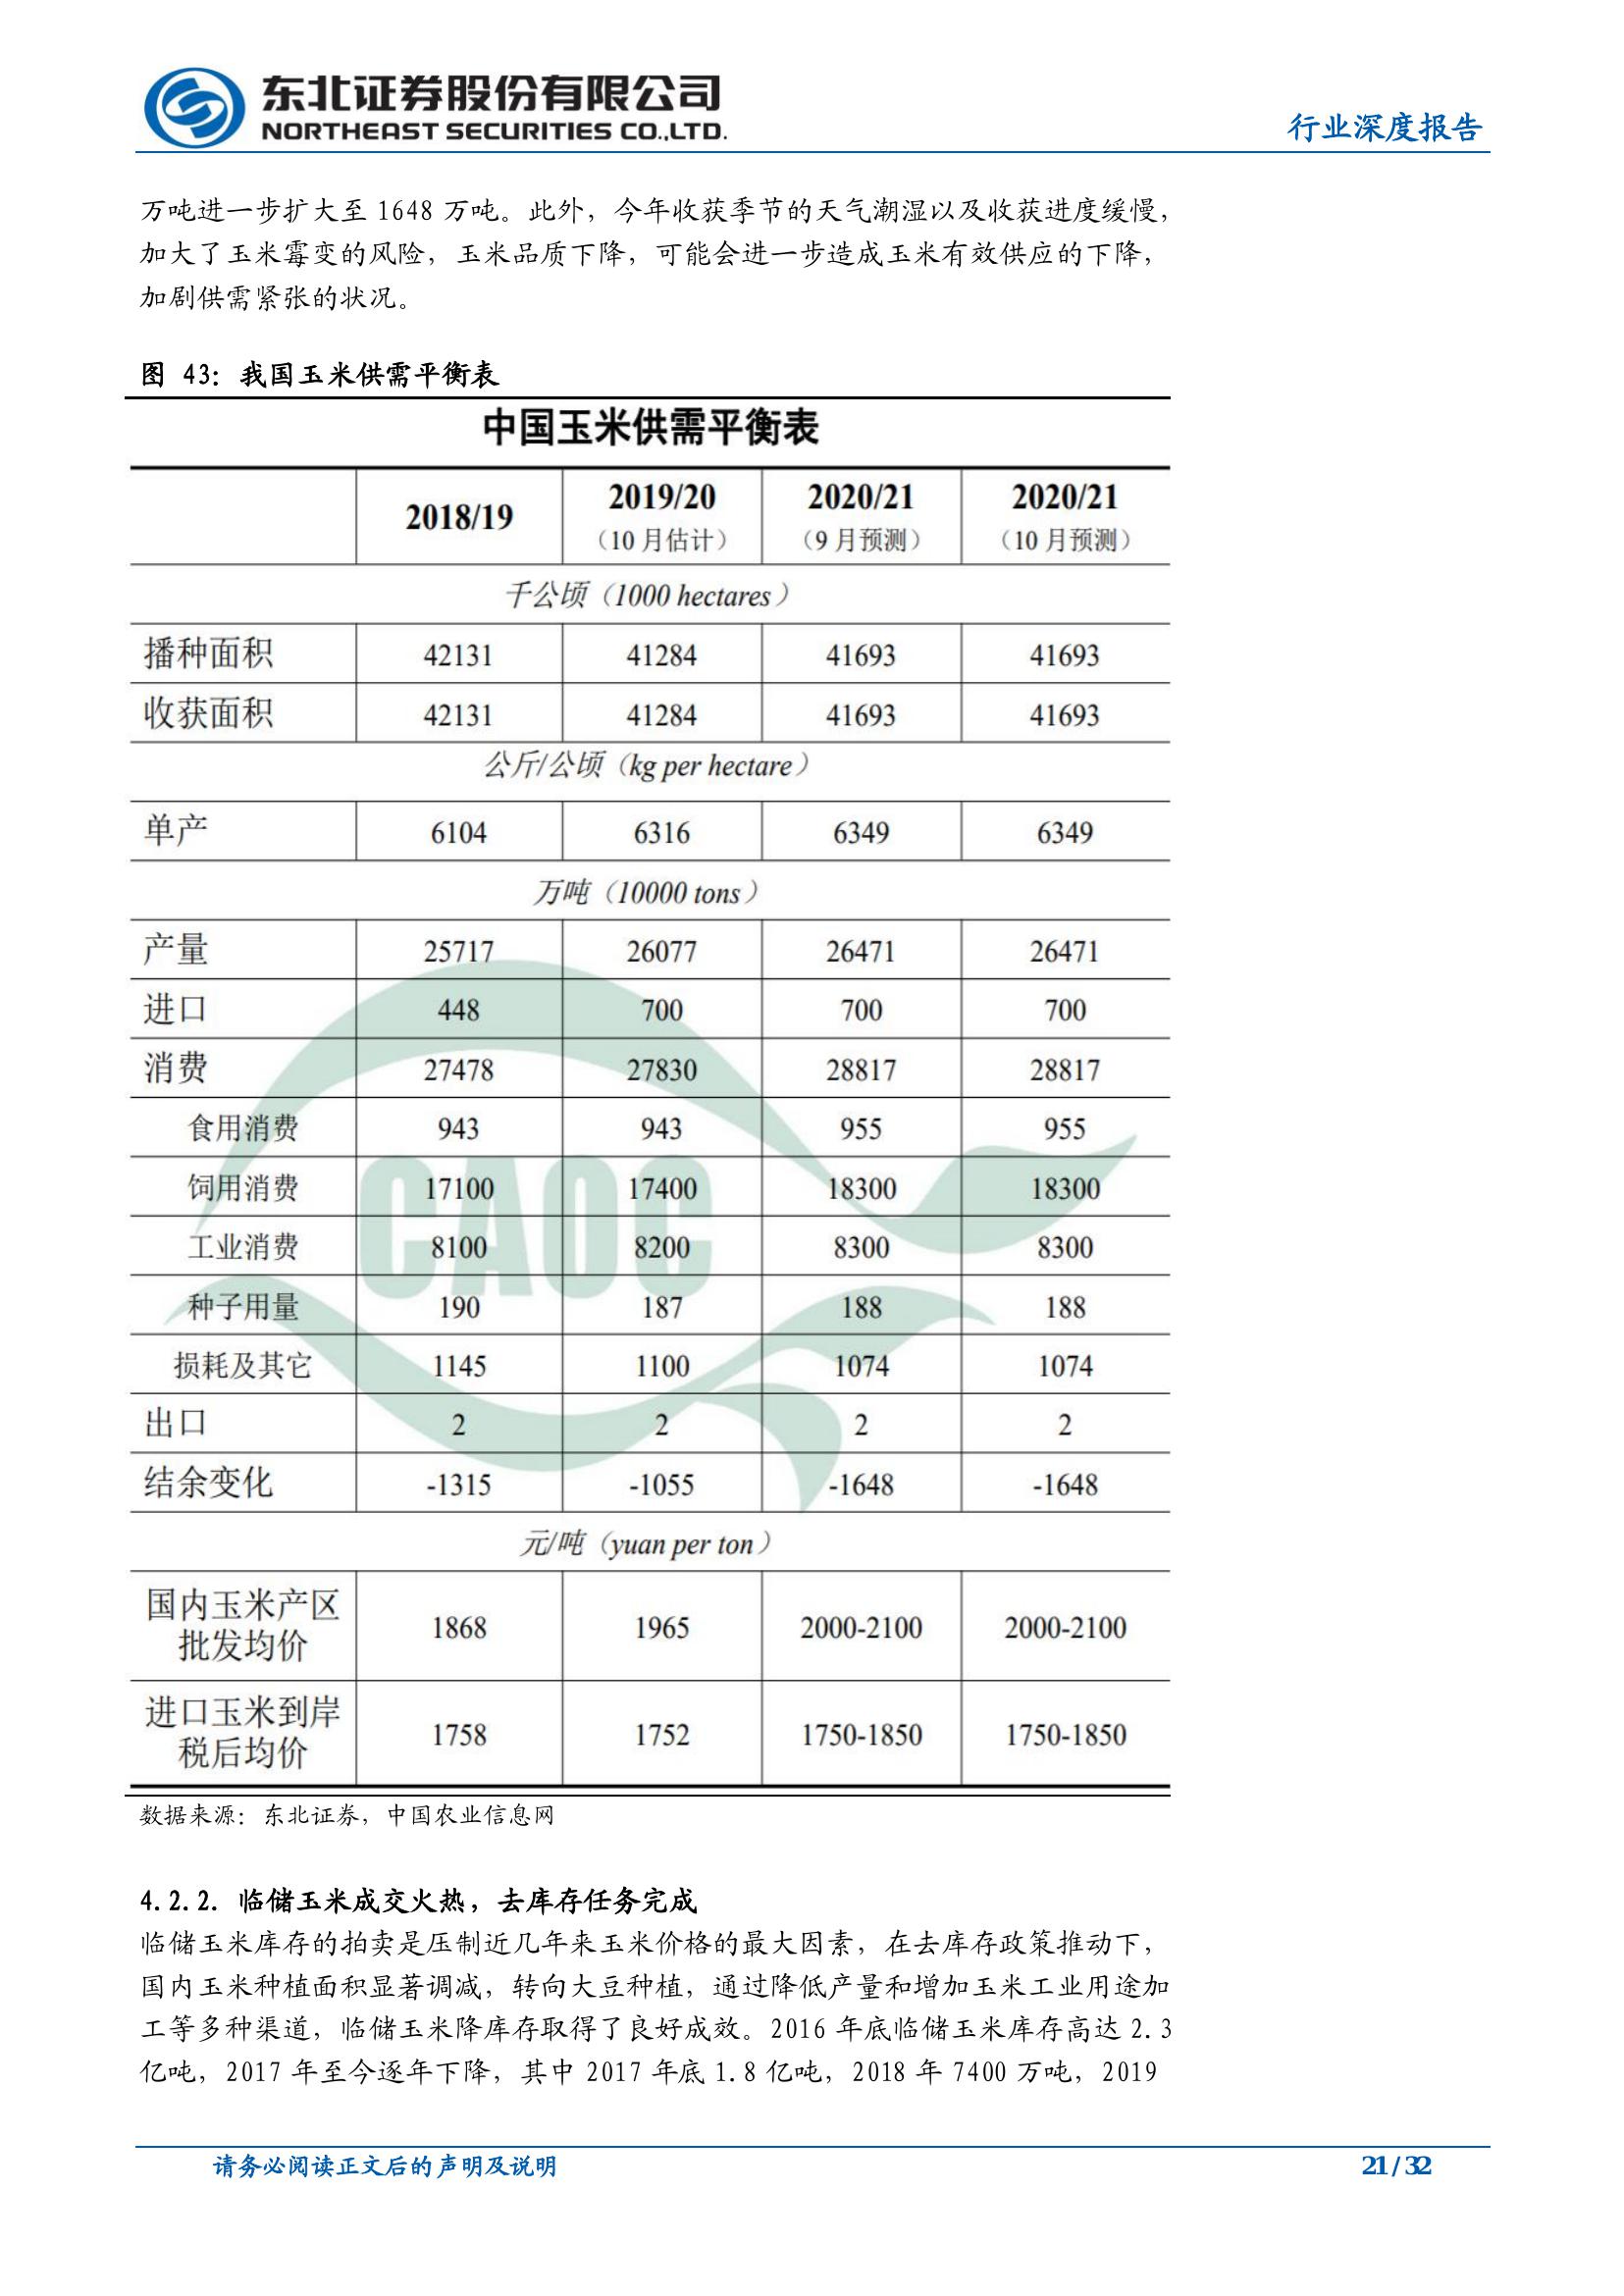 东北证券股份有限公司
NORTHEAST SECURITIES CO.,LTD.
行业深度报告
万吨进一步扩大至 1648 万吨。此外，今年收获季节的天气潮湿以及收获进度缓慢，
加大了玉米霉变的风险，玉米品质下降，可能会进一步造成玉米有效供应的下降，
加剧供需紧张的状况。
图 43：我国玉米供需平衡表
中国玉米供需平衡表
2018/19 2019/20 2020/21 2020/21
（10 月估计） （9 月预测） （10 月预测）
千公顷（1000 hectares）
播种面积 42131 41284 41693 41693
收获面积 42131 41284 41693 41693
公斤/公顷（kg per hectare）
单产 6104 6316 6349 6349
万吨（10000 tons）
产量 25717 26077 26471 26471
进口 448 700 700 700
消费 27478 27830 28817 28817
食用消费 943 943 955 955
饲用消费 17100 17400 18300 18300
CAOC
工业消费 8100 8200 8300 8300
种子用量 190 187 188 188
损耗及其它 1145 1100 1074 1074
出口 2 2 2 2
结余变化 -1315 -1055 -1648 -1648
元/吨（yuan per ton）
国内玉米产区
批发均价 1868 1965 2000-2100 2000-2100
进口玉米到岸
税后均价 1758 1752 1750-1850 1750-1850
数据来源：东北证券，中国农业信息网
4.2.2. 临储玉米成交火热，去库存任务完成
临储玉米库存的拍卖是压制近几年来玉米价格的最大因素，在去库存政策推动下，
国内玉米种植面积显著调减，转向大豆种植，通过降低产量和增加玉米工业用途加
工等多种渠道，临储玉米降库存取得了良好成效。2016 年底临储玉米库存高达 2.3
亿吨，2017 年至今逐年下降，其中 2017 年底 1.8 亿吨，2018 年 7400 万吨，2019
请务必阅读正文后的声明及说明
21 / 32